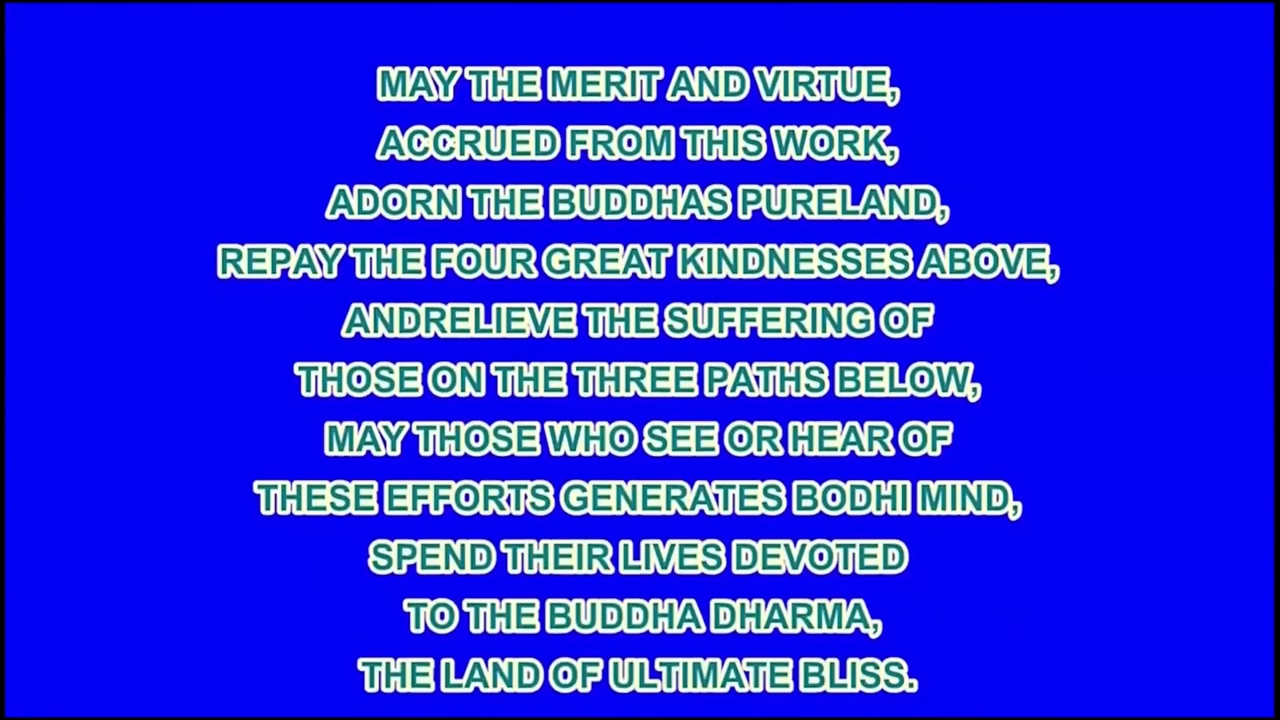 MAY THE MERIT AND VIRTUE,
ACCRUED FROM THIS WORK,
ADORN THE BUDDHAS PURELAND,
REPAY THE FOUR GREAT KINDNESSES ABOVE,
ANDRELIEVE THE SUFFERING OF
THOSE ON THE THREE PATHS BELOW,
MAY THOSE WHO SEE OR HEAR OF
THESE EFFORTS GENERATES BODHI MIND,
SPEND THEIR LIVES DEVOTED
TO THE BUDDHA DHARMA,
THE LAND OF ULTIMATE BLISS.